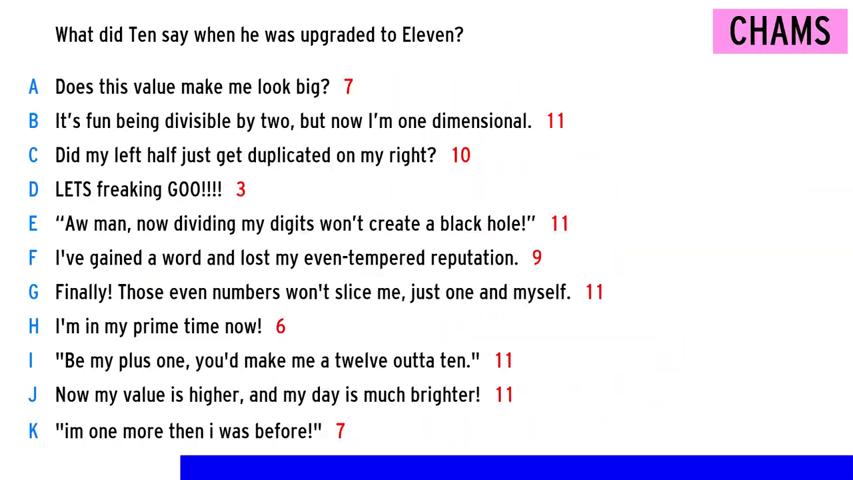 What did Ten say when he was upgraded to Eleven?
CHAMS
A Does this value make me look big? 7
B It's fun being divisible by two, but now I'm one dimensional. 11
C Did my left half just get duplicated on my right? 10
D LETS freaking GOO!!!! 3
E “Aw man, now dividing my digits won't create a black hole!” 11
F I've gained a word and lost my even-tempered reputation. 9
G Finally! Those even numbers won't slice me, just one and myself. 11
H I'm in my prime time now! 6
I "Be my plus one, you'd make me a twelve outta ten." 11
J Now my value is higher, and my day is much brighter! 11
K "im one more then i was before!" 7